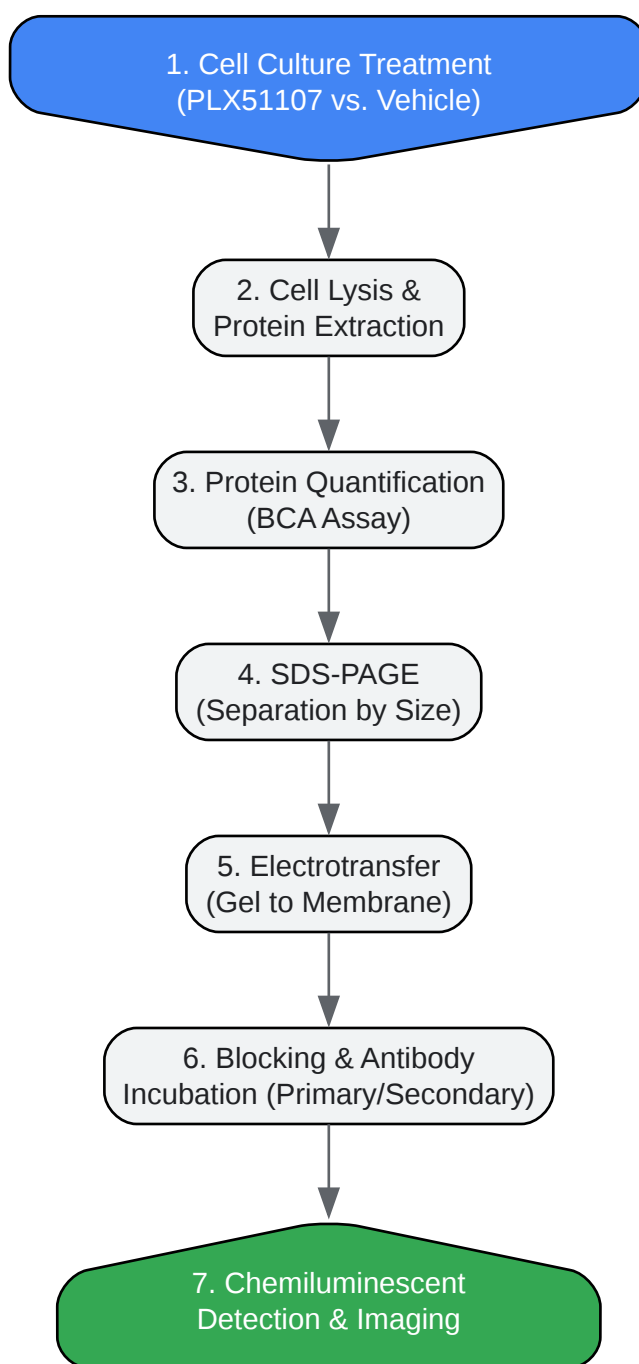 1. Cell Culture Treatment
(PLX51107 vs. Vehicle)
2. Cell Lysis &
Protein Extraction
3. Protein Quantification
(BCA Assay)
4. SDS-PAGE
(Separation by Size)
5. Electrotransfer
(Gel to Membrane)
6. Blocking & Antibody
Incubation (Primary/Secondary)
7. Chemiluminescent
Detection & Imaging